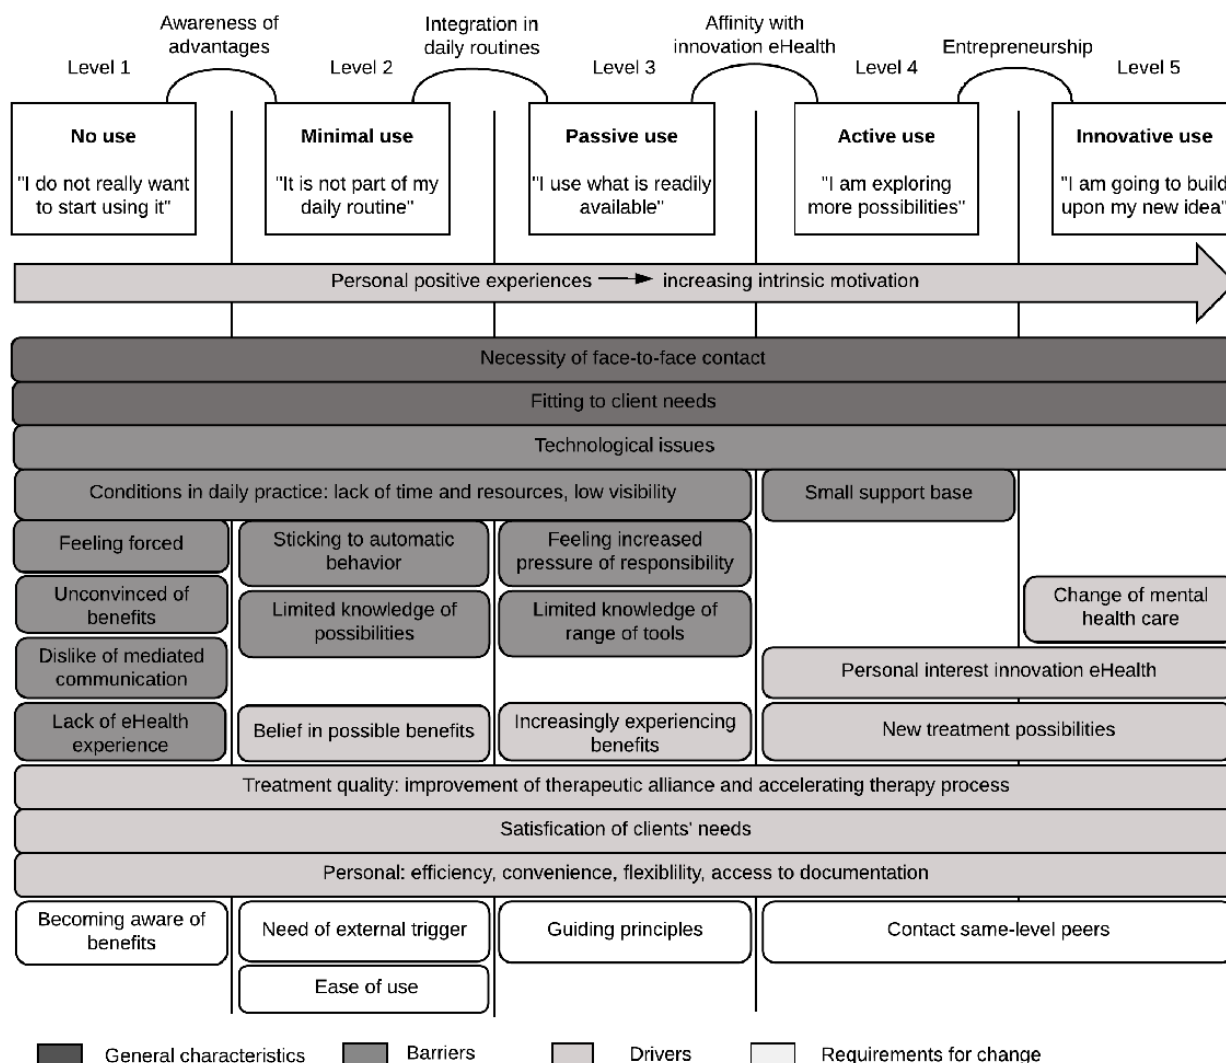 Awareness of
advantages
Integration in
daily routines
Affinity with
innovation eHealth
Entrepreneurship
Level 1
Level 2
Level 3
Level 4
Level 5
No use
"I do not really want
to start using it"
Minimal use
"It is not part of my
daily routine"
Passive use
"I use what is readily
available"
Active use
"I am exploring
more possibilities"
Innovative use
"I am going to build
upon my new idea"
Personal positive experiences → increasing intrinsic motivation
Necessity of face-to-face contact
Fitting to client needs
Technological issues
Conditions in daily practice: lack of time and resources, low visibility
Small support base
Feeling forced
Sticking to automatic
behavior
Feeling increased
pressure of responsibility
Unconvinced of
benefits
Limited knowledge of
possibilities
Limited knowledge of
range of tools
Change of mental
health care
Dislike of mediated
communication
Personal interest innovation eHealth
Lack of eHealth
experience
Belief in possible benefits
Increasingly experiencing
benefits
New treatment possibilities
Treatment quality: improvement of therapeutic alliance and accelerating therapy process
Satisfication of clients' needs
Personal: efficiency, convenience, flexiblility, access to documentation
Becoming aware of
benefits
Need of external trigger
Guiding principles
Contact same-level peers
Ease of use
General characteristics
Barriers
Drivers
Requirements for change